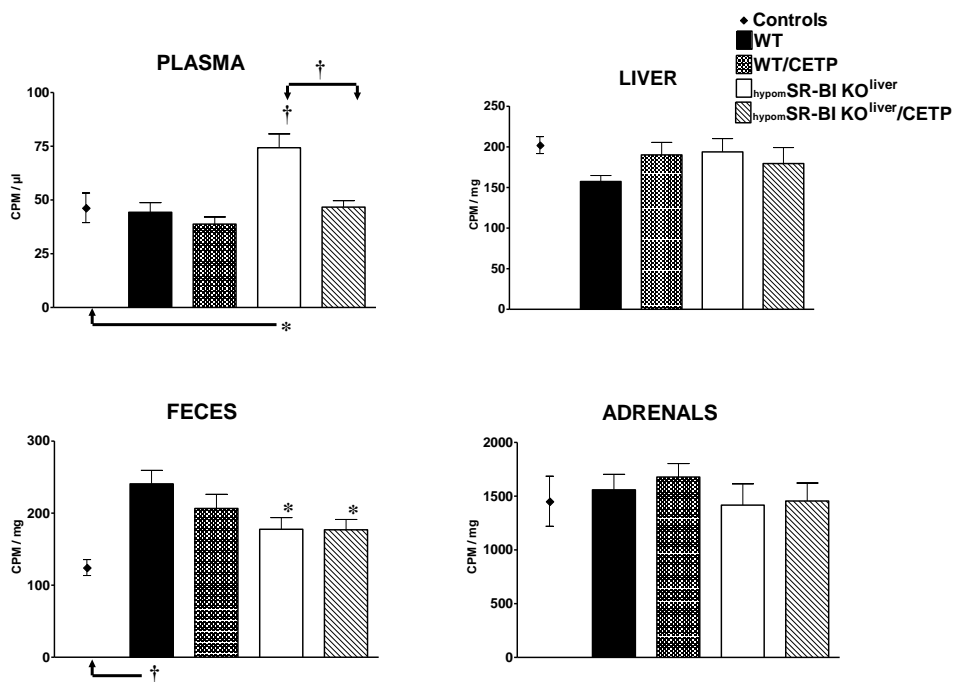 Controls
WT
WT/CETP
hypomSR-BI KOliver
hypomSR-BI KOliver/CETP
PLASMA
†
†
100
75
50
25
0
CPM / µl
*
LIVER
250
200
150
100
50
0
CPM / mg
FECES
300
200
100
0
CPM / mg
* *
†
ADRENALS
2000
1500
1000
500
0
CPM / mg